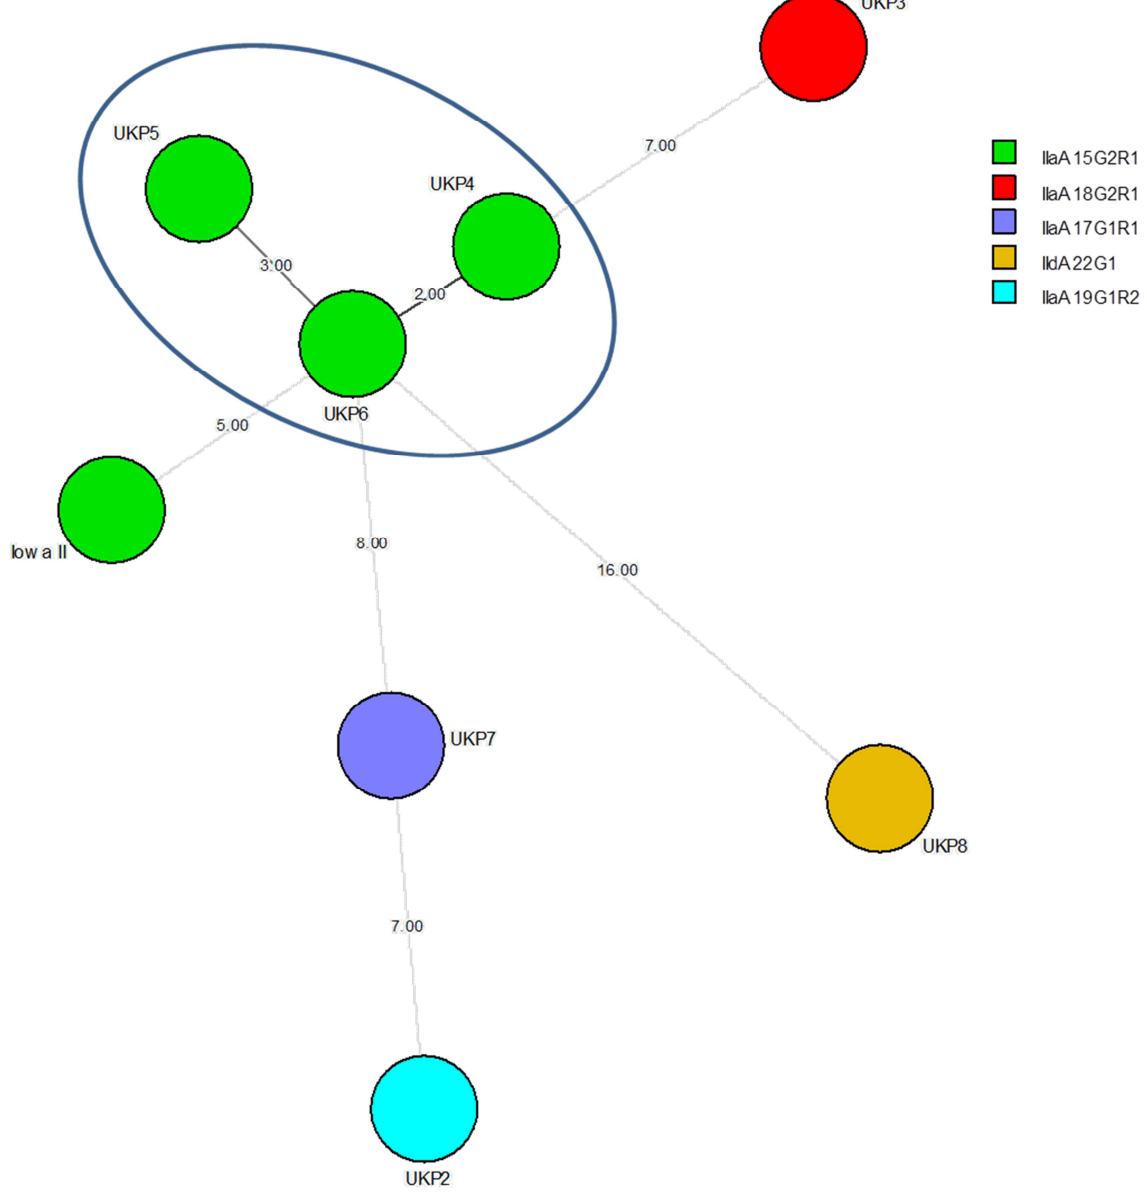 UKP3
UKP5
7.00
IIaA15G2R1
UKP4
IIaA18G2R1
IIaA17G1R1
3.00
IIdA22G1
2.00
IIaA19G1R2
UKP6
5.00
Iowa II
8.00
16.00
UKP7
UKP8
7.00
UKP2